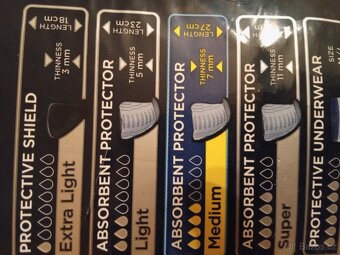 LENGTH
18cm
THINNESS
3 mm
PROTECTIVE SHIELD
Extra Light
LENGTH
23cm
THINNESS
5 mm
ABSORBENT PROTECTOR
Light
LENGTH
27cm
THINNESS
7 mm
ABSORBENT PROTECTOR
Medium
THINNESS
11 mm
ABSORBENT PROTECTOR
Super
SIZE
PROTECTIVE UNDERWEAR